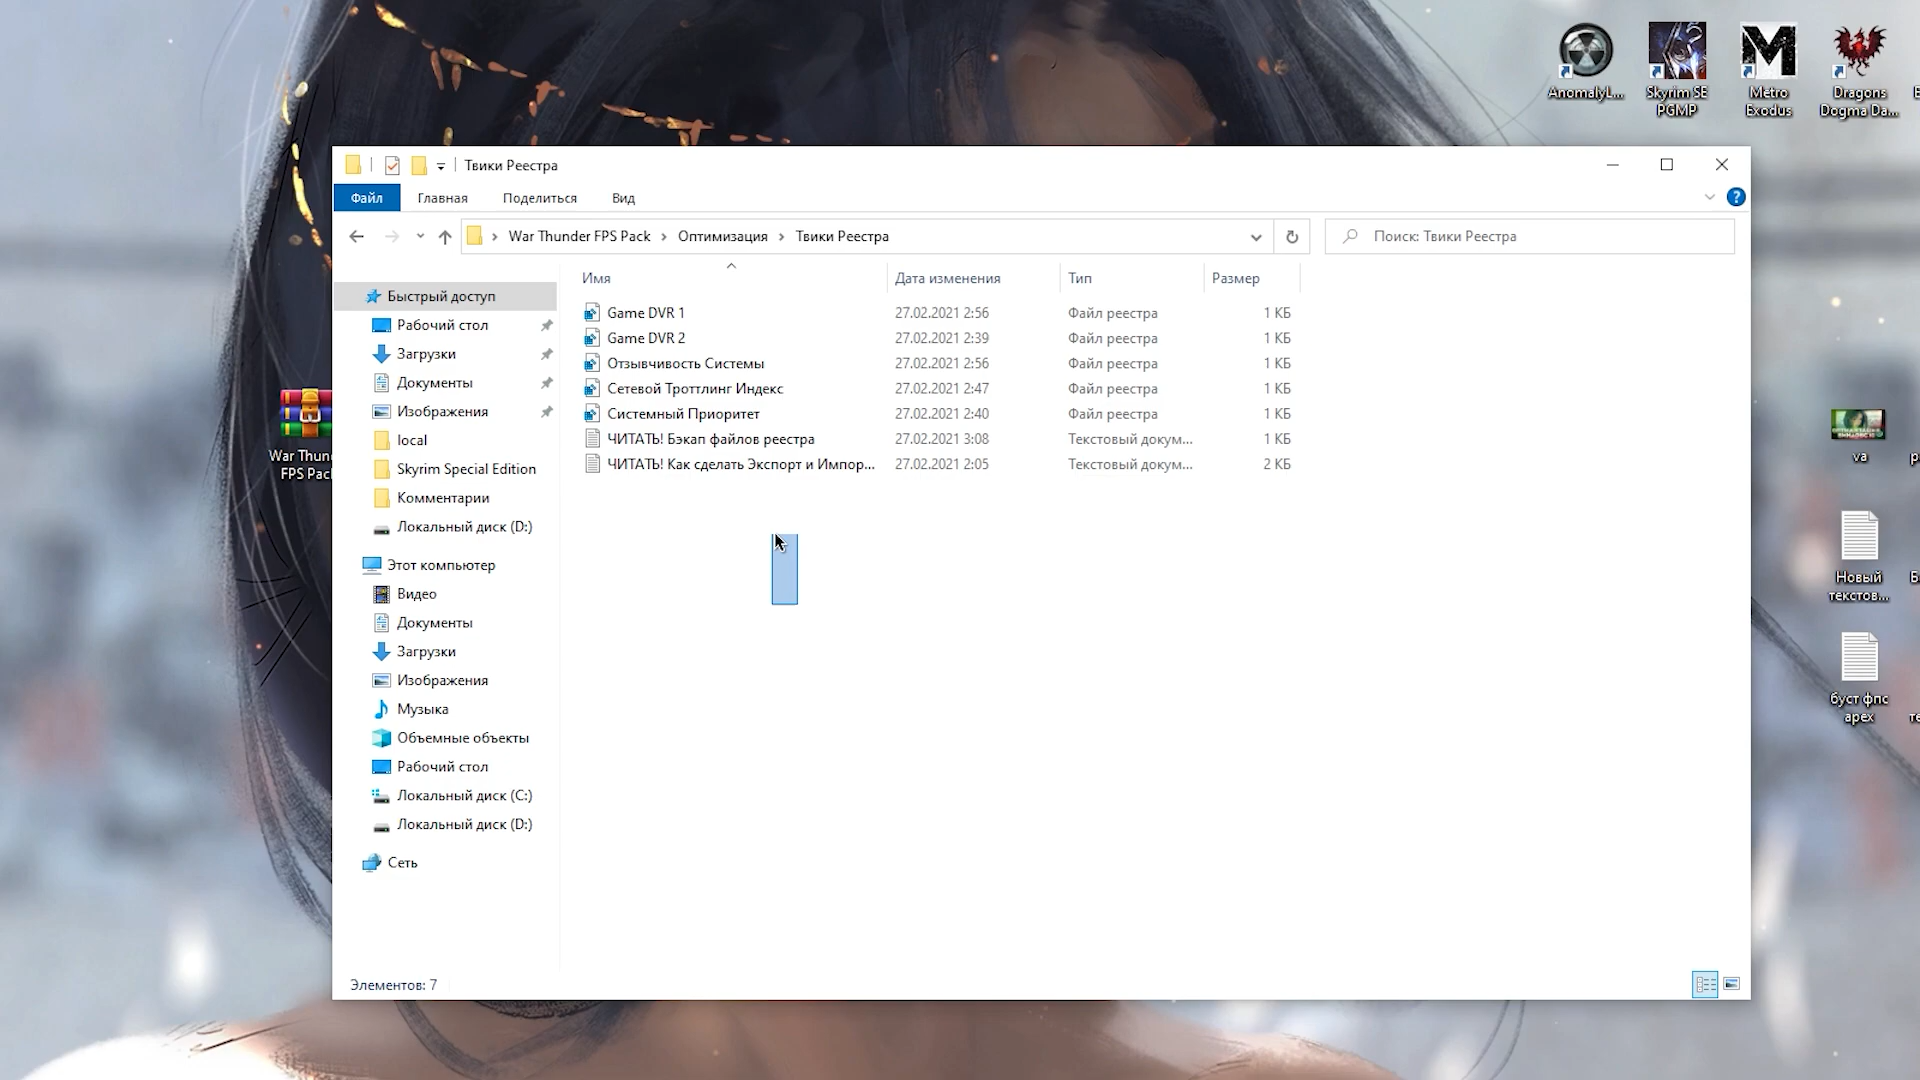 AnomalyL...
Skyrim SE
PGMP
Metro
Exodus
Dragons
Dogma Da...
Твики Реестра
Файл
Главная
Поделиться
Вид
War Thunder FPS Pack
Оптимизация
Твики Реестра
Поиск: Твики Реестра
Имя
Дата изменения
Тип
Размер
Game DVR 1 27.02.2021 2:56 Файл реестра 1 КБ
Game DVR 2 27.02.2021 2:39 Файл реестра 1 КБ
Отзывчивость Системы 27.02.2021 2:56 Файл реестра 1 КБ
Сетевой Троттлинг Индекс 27.02.2021 2:47 Файл реестра 1 КБ
Системный Приоритет 27.02.2021 2:40 Файл реестра 1 КБ
ЧИТАТЬ! Бэкап файлов реестра 27.02.2021 3:08 Текстовый докум... 1 КБ
ЧИТАТЬ! Как сделать Экспорт и Импор... 27.02.2021 2:05 Текстовый докум... 2 КБ
Быстрый доступ
Рабочий стол
Загрузки
Документы
Изображения
local
Skyrim Special Edition
Комментарии
Локальный диск (D:)
Этот компьютер
Видео
Документы
Загрузки
Изображения
Музыка
Объемные объекты
Рабочий стол
Локальный диск (C:)
Локальный диск (D:)
Сеть
Элементов: 7
War Thun
FPS Pac
va
Новый
текстов...
буст фпс
apex